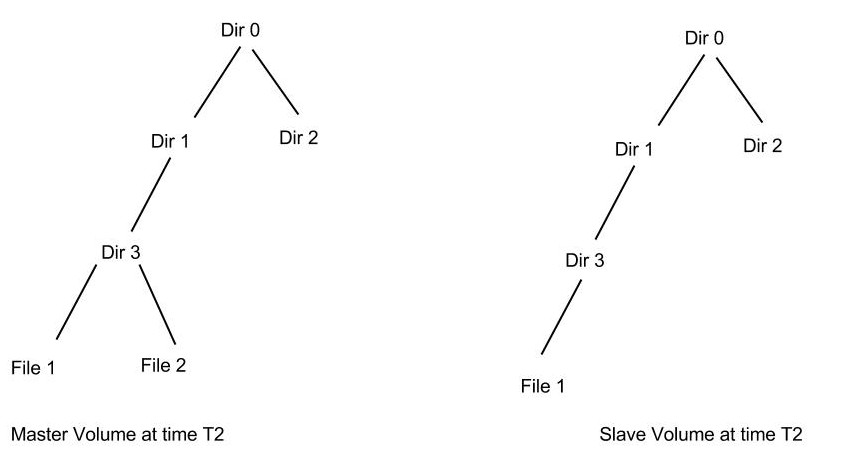 Dir 0
Dir 1
Dir 2
Dir 3
File 1
File 2
Master Volume at time T2
Dir 0
Dir 1
Dir 2
Dir 3
File 1
Slave Volume at time T2